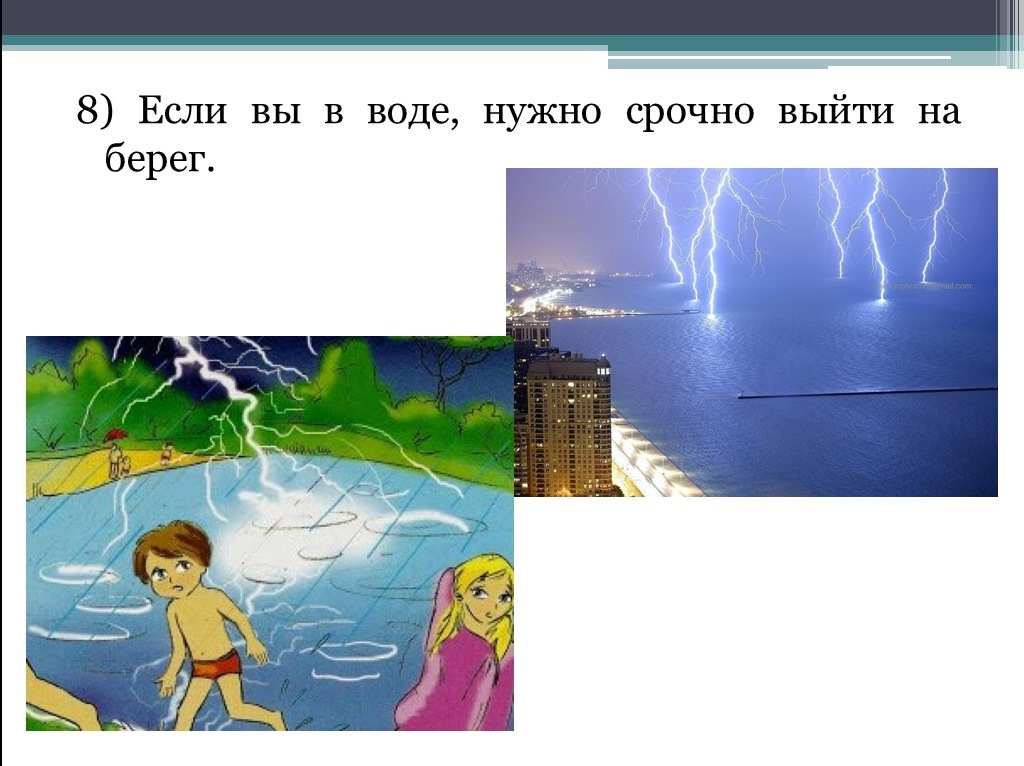 8) Если вы в воде, нужно срочно выйти на
берег.